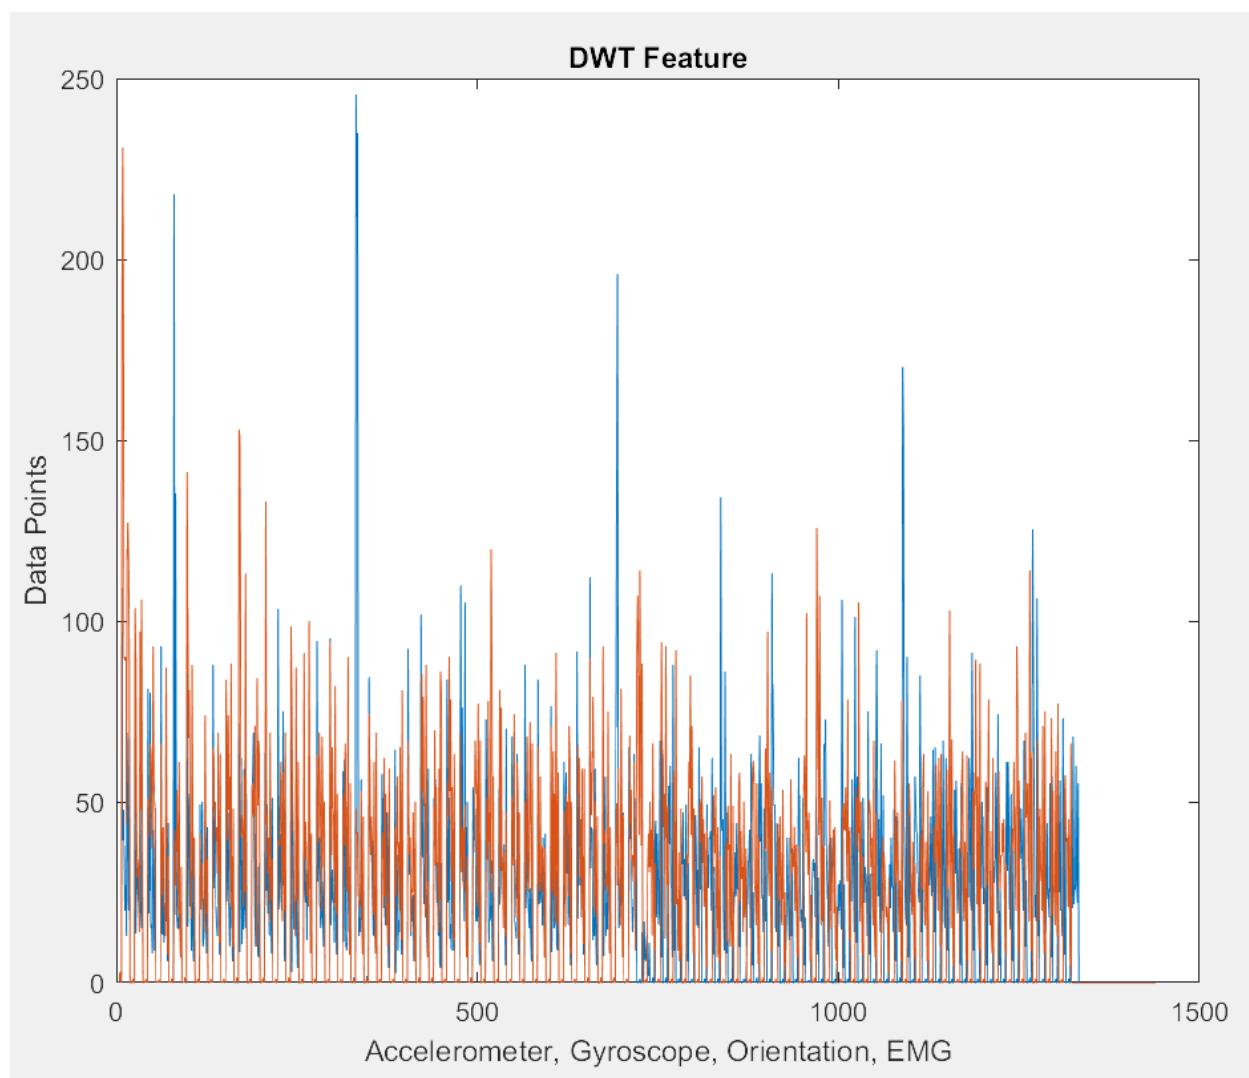 DWT Feature
250
200
150
100
50
0
Data Points
0 500 1000 1500
Accelerometer, Gyroscope, Orientation, EMG